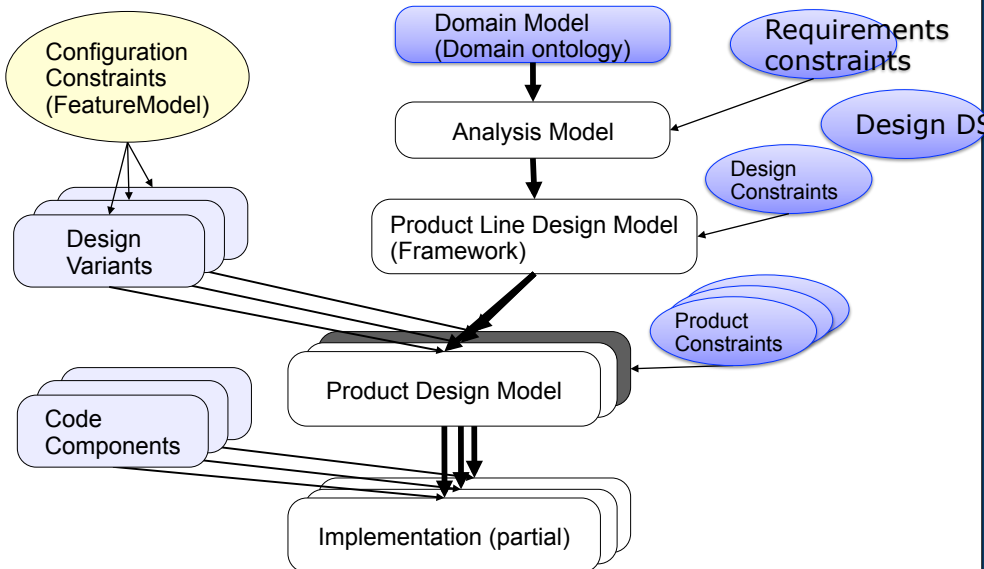 Configuration
Constraints
(FeatureModel)
Domain Model
(Domain ontology)
Requirements
constraints
Analysis Model
Design DS
Design
Constraints
Product Line Design Model
(Framework)
Design
Variants
Product
Constraints
Product Design Model
Code
Components
Implementation (partial)